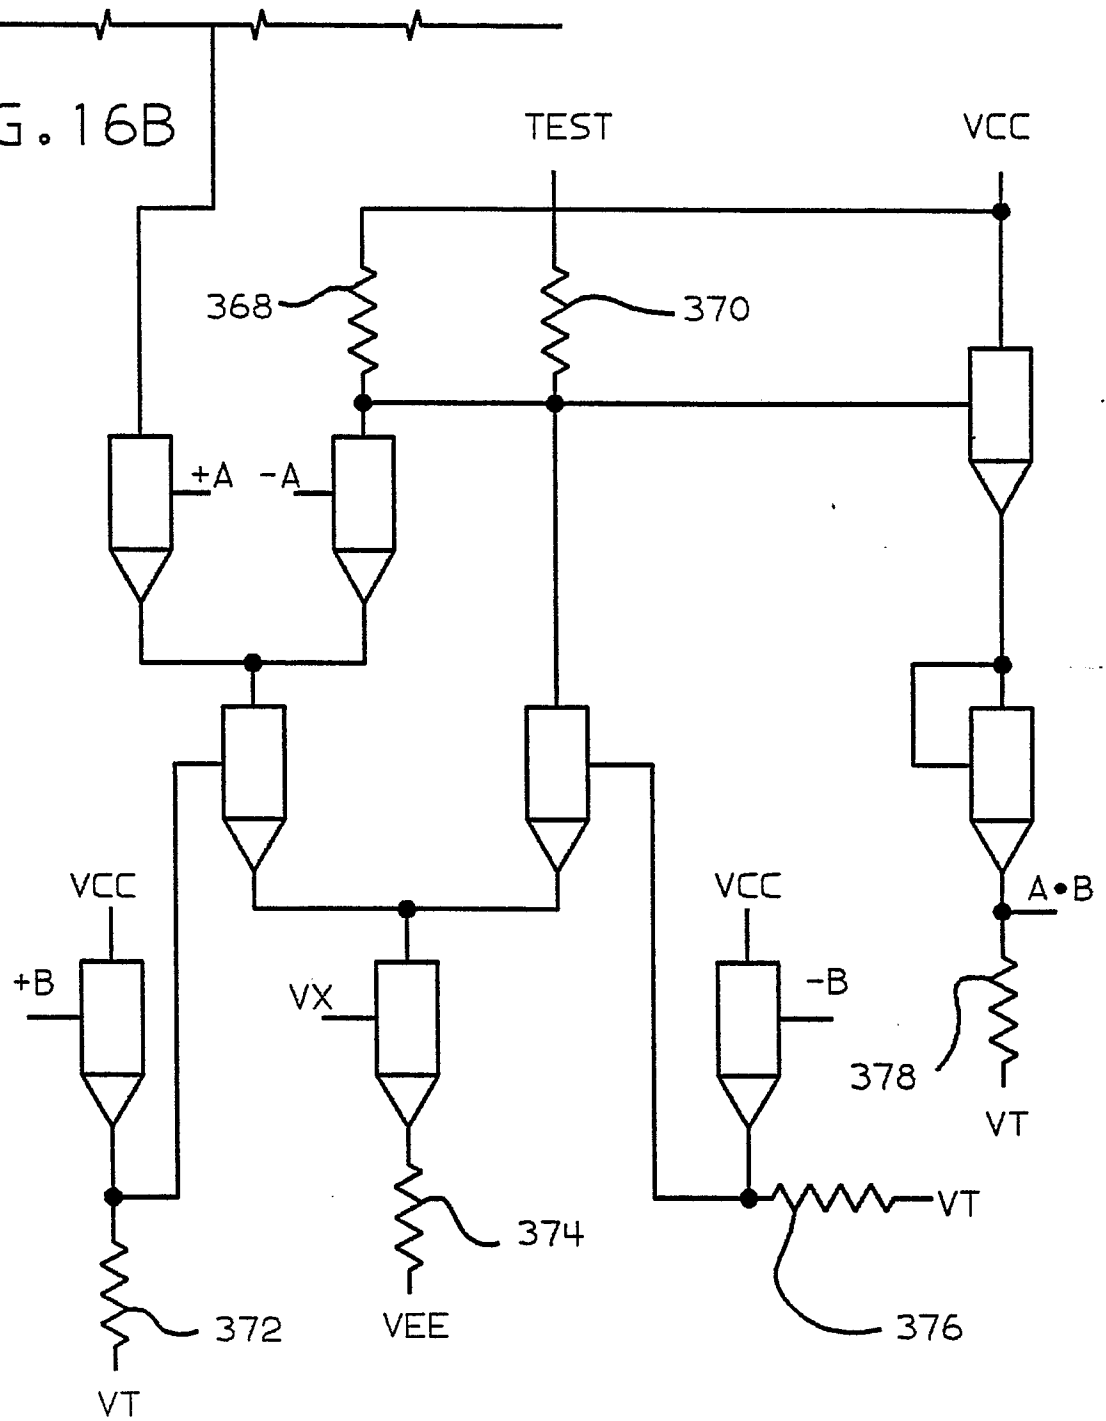 G. 16B
TEST
VCC
368
370
+A
-A
VCC
VCC
A•B
+B
VX
-B
378
VT
374
VT
372
VEE
376
VT